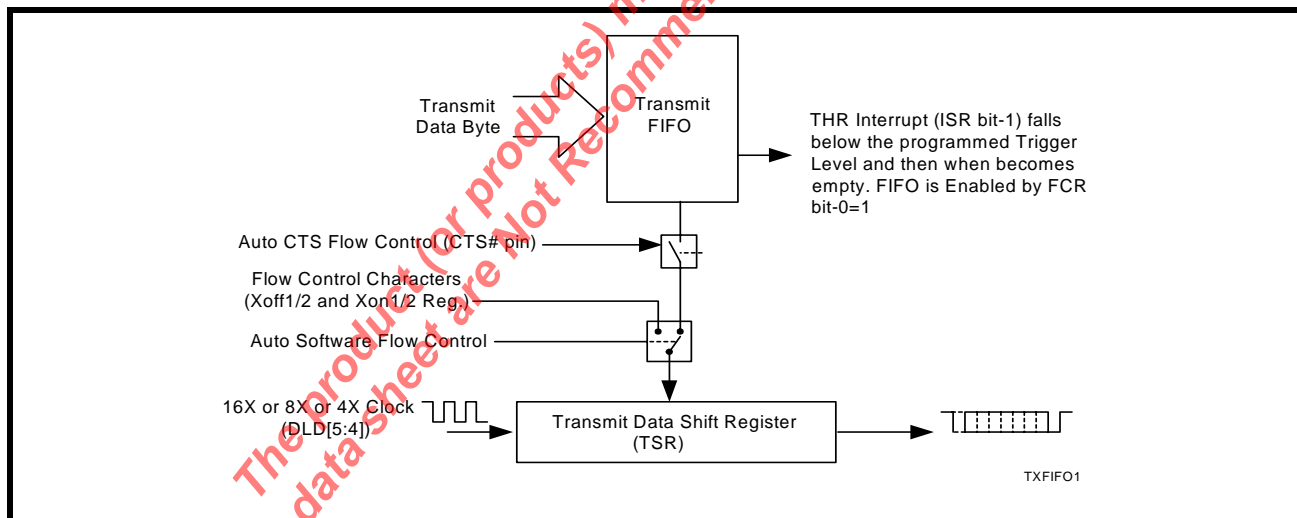 Transmit
Data Byte
Transmit
FIFO
THR Interrupt (ISR bit-1) falls
below the programmed Trigger
Level and then when becomes
empty. FIFO is Enabled by FCR
bit-0=1
Auto CTS Flow Control (CTS# pin)
Flow Control Characters
(Xoff1/2 and Xon1/2 Reg.)
Auto Software Flow Control
16X or 8X or 4X Clock
(DLD[5:4])
Transmit Data Shift Register
(TSR)
TXFIFO1
The product (or products)
data sheet are Not